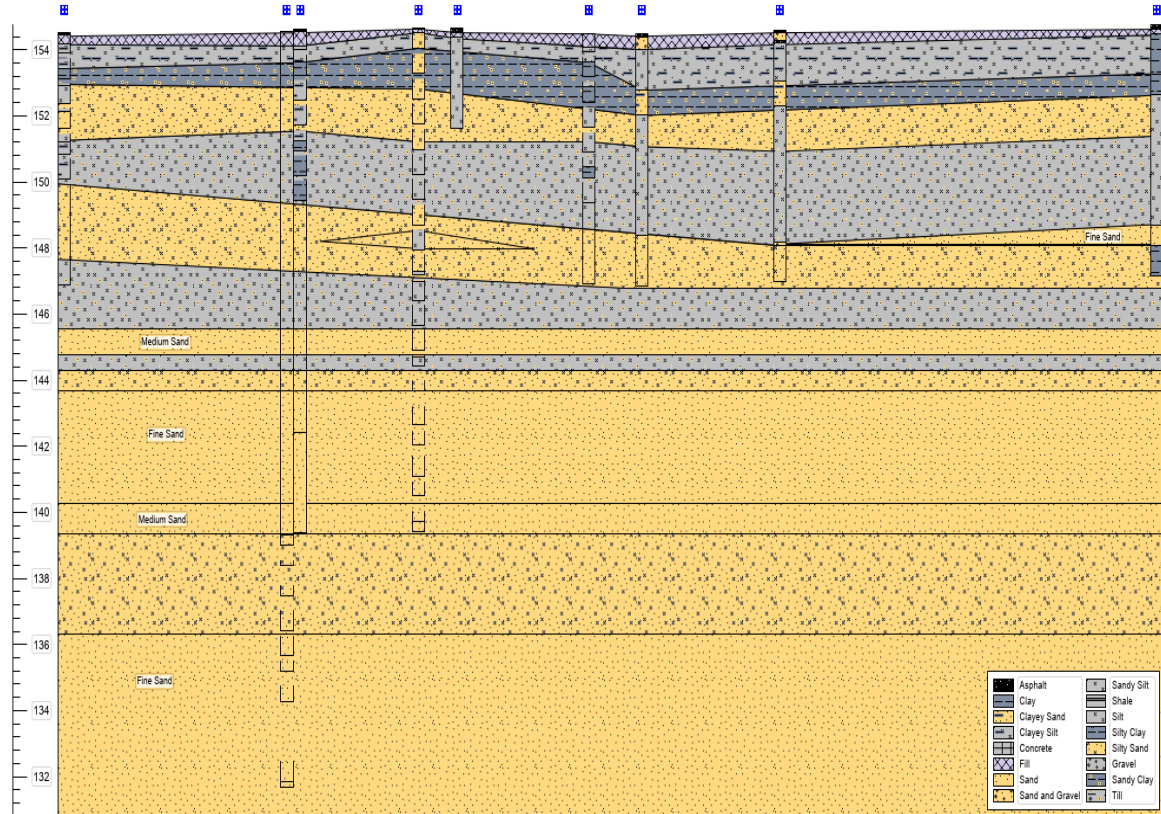 154
152
150
Fine Sand
148
146
Medium Sand
144
Fine Sand
142
140
Medium Sand
138
136
Fine Sand
134
132
Asphalt
Clay
Clayey Sand
Clayey Silt
Concrete
Fill
Sand
Sand and Gravel
Sandy Silt
Shale
Silt
Silty Clay
Silty Sand
Gravel
Sandy Clay
Till